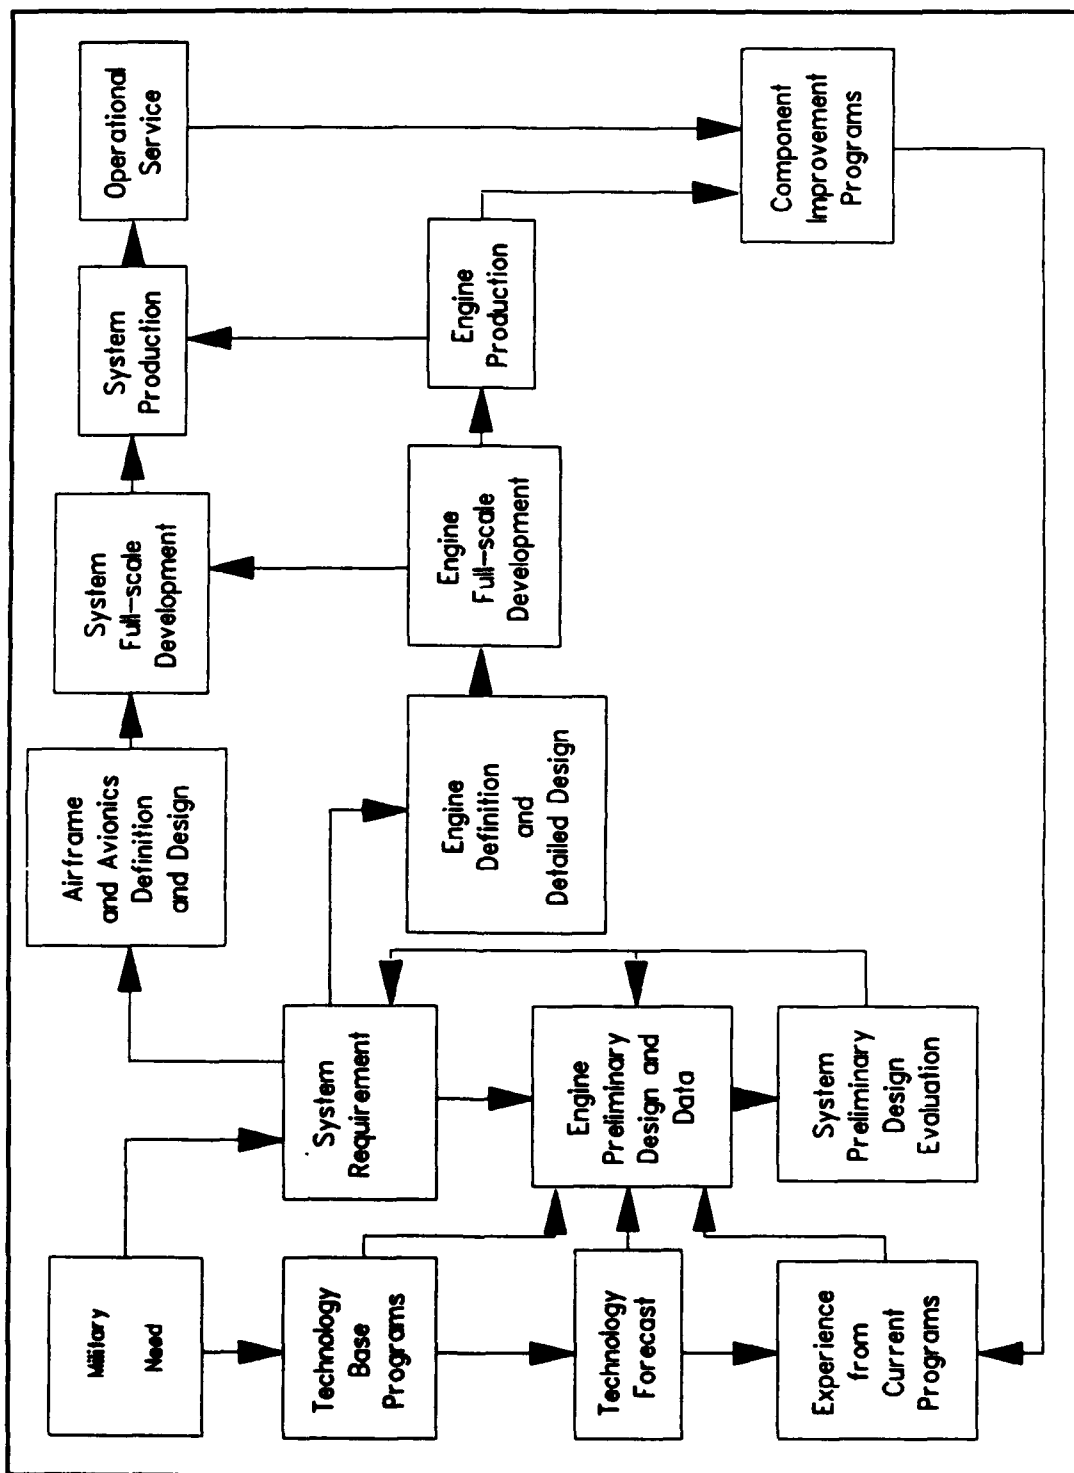 Military
Need
Technology
Base
Programs
Technology
Forecast
Experience
from
Current
Programs
System
Requirement
Engine
Preliminary
Design and
Data
System
Preliminary
Design
Evaluation
Airframe
and Avionics
Definition
and Design
Engine
Definition
and
Detailed Design
System
Full-scale
Development
Engine
Full-scale
Development
System
Production
Engine
Production
Operational
Service
Component
Improvement
Programs